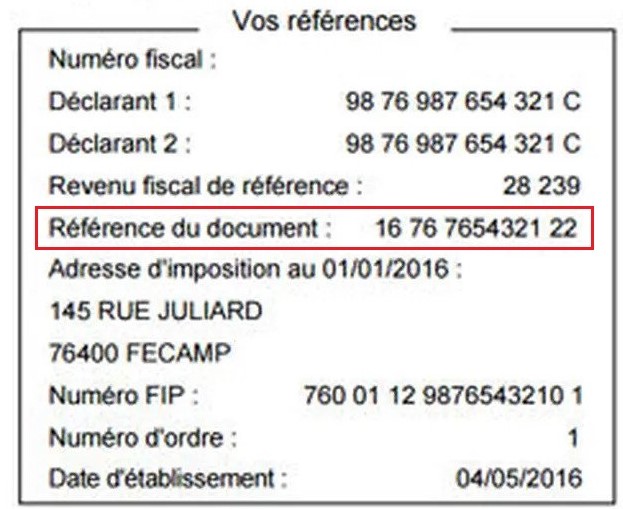 Vos références
Numéro fiscal :
Déclarant 1 : 98 76 987 654 321 C
Déclarant 2 : 98 76 987 654 321 C
Revenu fiscal de référence : 28 239
Référence du document : 16 76 7654321 22
Adresse d'imposition au 01/01/2016 :
145 RUE JULIARD
76400 FECAMP
Numéro FIP : 760 01 12 9876543210 1
Numéro d'ordre : 1
Date d'établissement : 04/05/2016